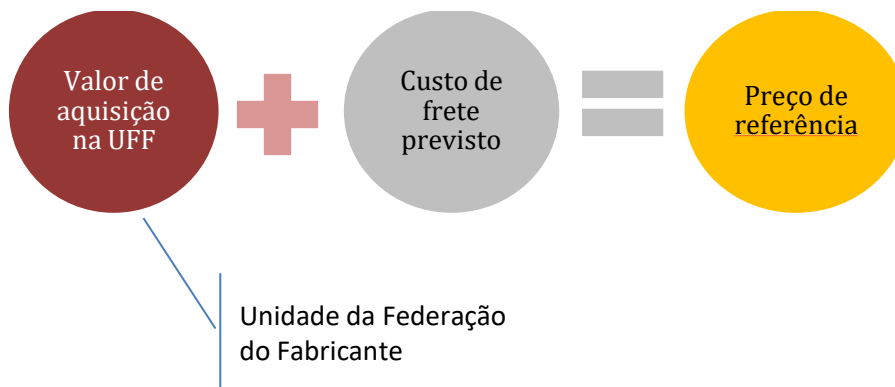 Valor de
aquisição
na UFF
Custo de
frete
previsto
Preço de
referência
Unidade da Federação
do Fabricante